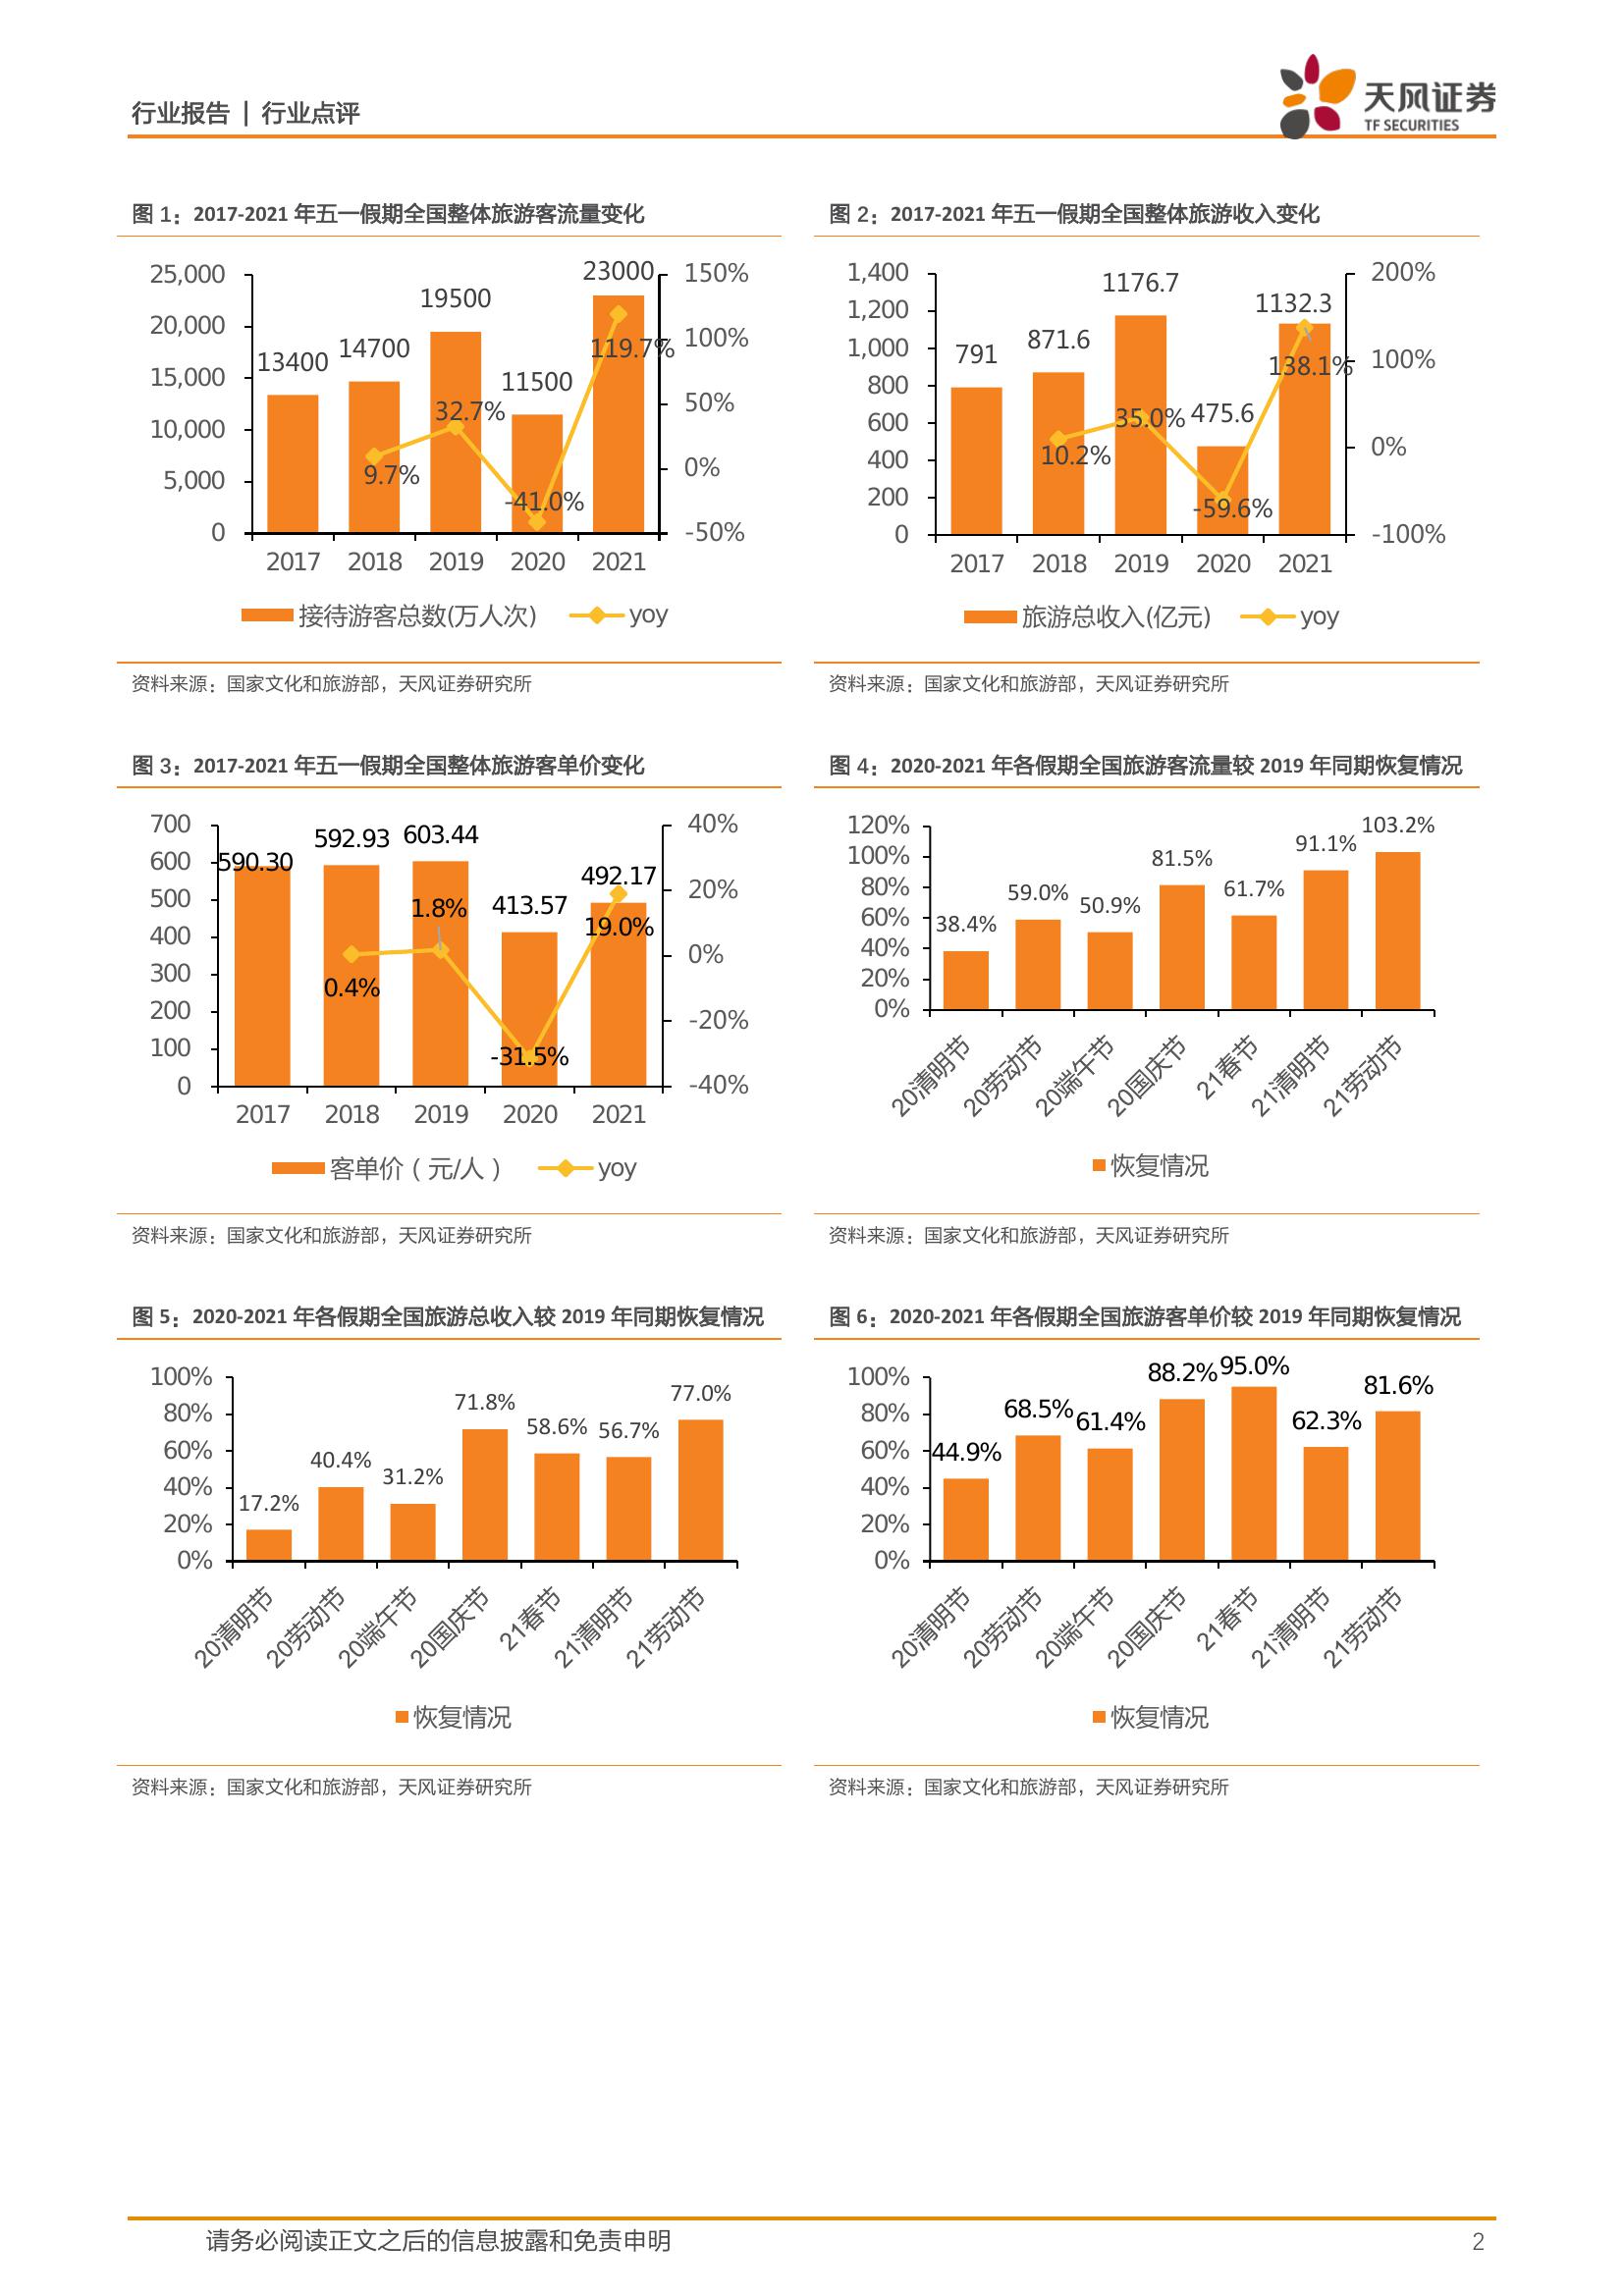 行业报告 | 行业点评
天风证券
TF SECURITIES
图 1：2017-2021 年五一假期全国整体旅游客流量变化
25,000
20,000
15,000
10,000
5,000
0
150%
100%
50%
0%
-50%
13400
14700
19500
11500
23000
9.7%
32.7%
-41.0%
119.7%
2017 2018 2019 2020 2021
接待游客总数(万人次) yoy
资料来源：国家文化和旅游部，天风证券研究所
图 2：2017-2021 年五一假期全国整体旅游收入变化
1,400
1,200
1,000
800
600
400
200
0
200%
100%
0%
-100%
791
871.6
1176.7
475.6
1132.3
10.2%
35.0%
-59.6%
138.1%
2017 2018 2019 2020 2021
旅游总收入(亿元) yoy
资料来源：国家文化和旅游部，天风证券研究所
图 3：2017-2021 年五一假期全国整体旅游客单价变化
700
600
500
400
300
200
100
0
40%
20%
0%
-20%
-40%
590.30
592.93
603.44
413.57
492.17
0.4%
1.8%
-31.5%
19.0%
2017 2018 2019 2020 2021
客单价（元/人） yoy
资料来源：国家文化和旅游部，天风证券研究所
图 4：2020-2021 年各假期全国旅游客流量较 2019 年同期恢复情况
120%
100%
80%
60%
40%
20%
0%
38.4%
59.0%
50.9%
81.5%
61.7%
91.1%
103.2%
20清明节
20劳动节
20端午节
20国庆节
21春节
21清明节
21劳动节
恢复情况
资料来源：国家文化和旅游部，天风证券研究所
图 5：2020-2021 年各假期全国旅游总收入较 2019 年同期恢复情况
100%
80%
60%
40%
20%
0%
17.2%
40.4%
31.2%
71.8%
58.6%
56.7%
77.0%
20清明节
20劳动节
20端午节
20国庆节
21春节
21清明节
21劳动节
恢复情况
资料来源：国家文化和旅游部，天风证券研究所
图 6：2020-2021 年各假期全国旅游客单价较 2019 年同期恢复情况
100%
80%
60%
40%
20%
0%
44.9%
68.5%
61.4%
88.2%
95.0%
62.3%
81.6%
20清明节
20劳动节
20端午节
20国庆节
21春节
21清明节
21劳动节
恢复情况
资料来源：国家文化和旅游部，天风证券研究所
请务必阅读正文之后的信息披露和免责申明
2